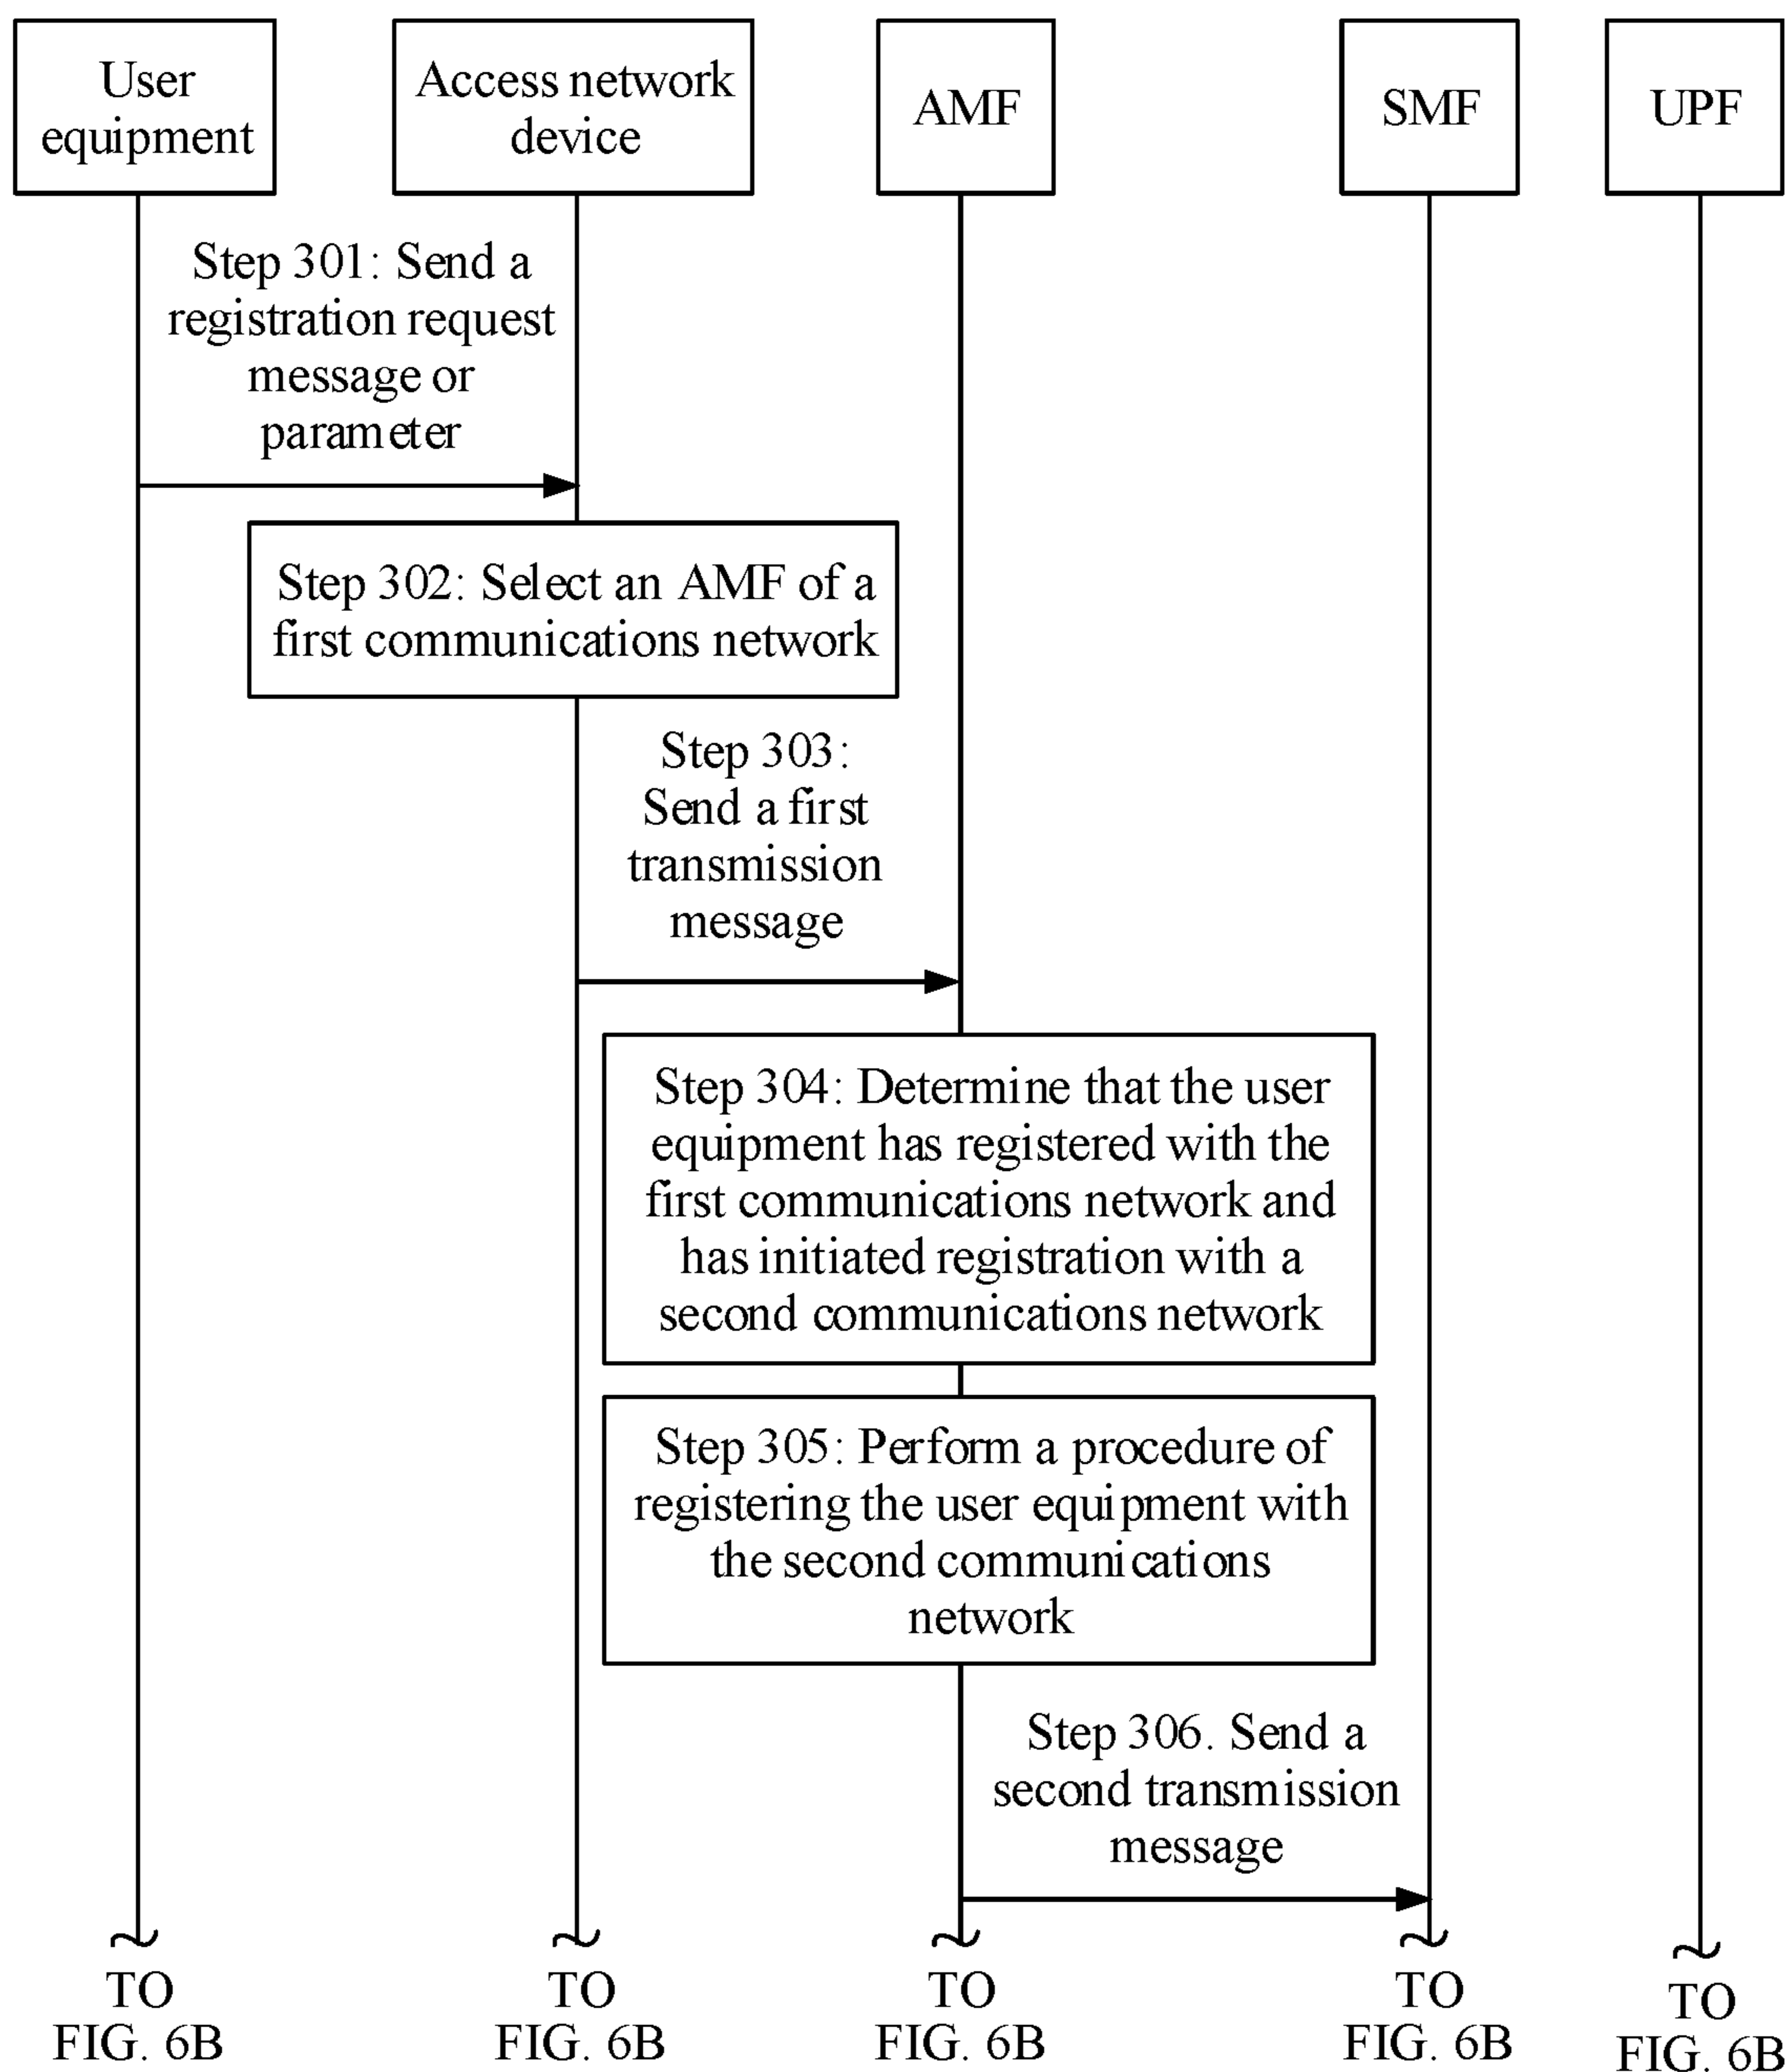 User
equipment
Access network
device
AMF
SMF
UPF
Step 301: Send a
registration request
message or
parameter
Step 302: Select an AMF of a
first communications network
Step 303:
Send a first
transmission
message
Step 304: Determine that the user
equipment has registered with the
first communications network and
has initiated registration with a
second communications network
Step 305: Perform a procedure of
registering the user equipment with
the second communications
network
Step 306. Send a
second transmission
message
TO
FIG. 6B
TO
FIG. 6B
TO
FIG. 6B
TO
FIG. 6B
TO
FIG. 6B